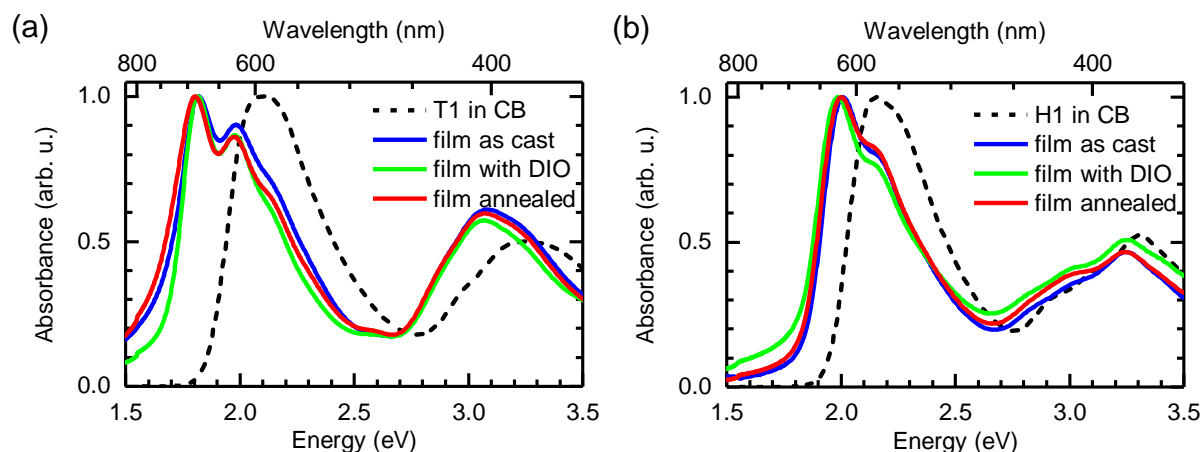 (a)
Wavelength (nm)
800 600 400
1.0
0.5
0.0
Absorbance (arb. u.)
T1 in CB
film as cast
film with DIO
film annealed
1.5 2.0 2.5 3.0 3.5
Energy (eV)
(b)
Wavelength (nm)
800 600 400
1.0
0.5
0.0
Absorbance (arb. u.)
H1 in CB
film as cast
film with DIO
film annealed
1.5 2.0 2.5 3.0 3.5
Energy (eV)